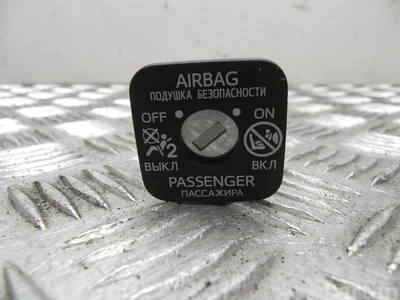 AIRBAG
ПОДУШКА БЕЗОПАСНОСТИ
OFF ON
2
ВЫКЛ ВКЛ
PASSENGER
ПАССАЖИРА